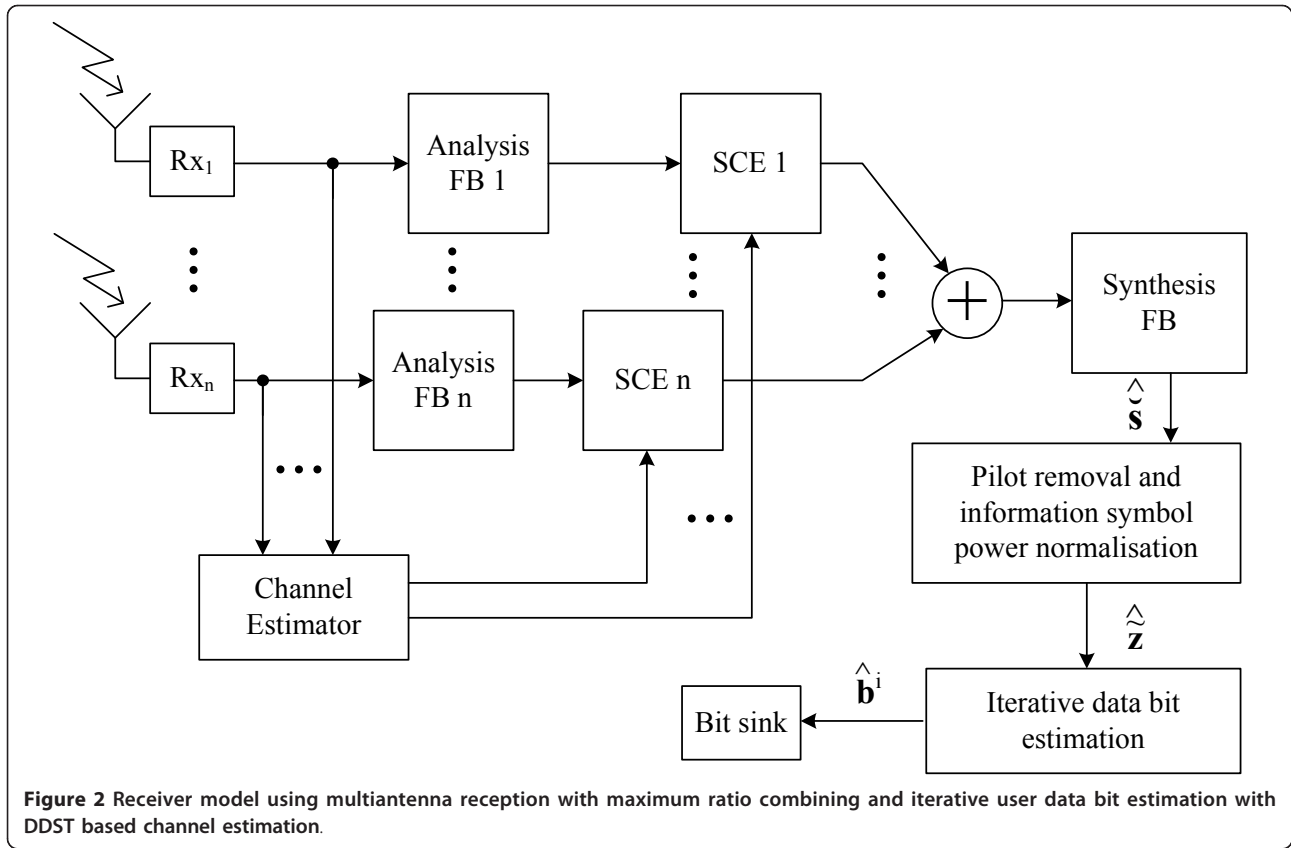 Rx₁
Analysis
FB 1
SCE 1
Rxₙ
Analysis
FB n
SCE n
+
Synthesis
FB
ŝ̆
Pilot removal and
information symbol
power normalisation
Channel
Estimator
ẑ̃
Bit sink
b̂ⁱ
Iterative data bit
estimation
Figure 2 Receiver model using multiantenna reception with maximum ratio combining and iterative user data bit estimation with
DDST based channel estimation.